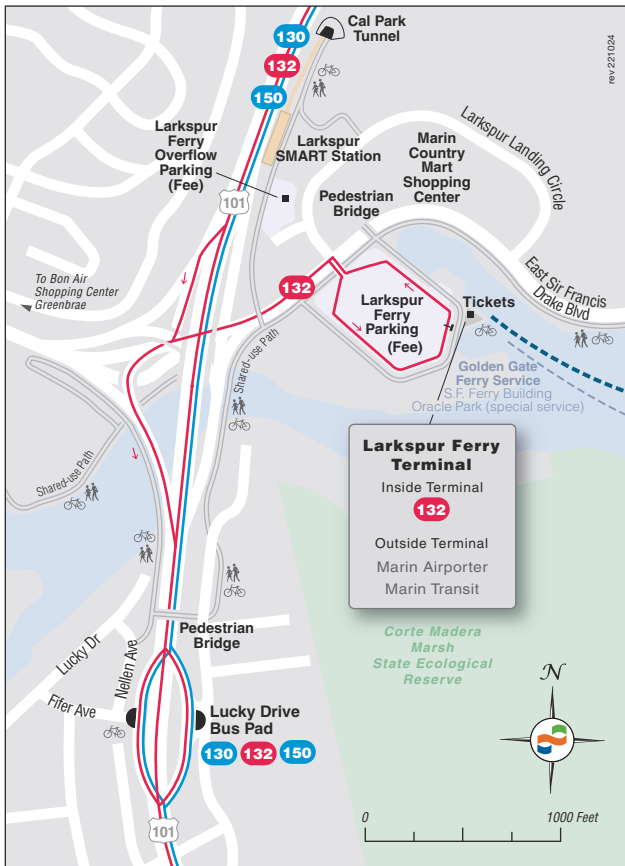 130
132
150
Cal Park
Tunnel
rev 221024
Larkspur
Ferry
Overflow
Parking
(Fee)
Larkspur
SMART Station
Marin
Country
Mart
Shopping
Center
Larkspur Landing Circle
101
Pedestrian
Bridge
To Bon Air
Shopping Center
Greenbrae
132
Larkspur
Ferry
Parking
(Fee)
Tickets
East Sir Francis
Drake Blvd
Shared-use Path
Golden Gate
Ferry Service
S.F. Ferry Building
Oracle Park (special service)
Larkspur Ferry
Terminal
Inside Terminal
132
Outside Terminal
Marin Airporter
Marin Transit
Shared-use Path
Corte Madera
Marsh
State Ecological
Reserve
Pedestrian
Bridge
Lucky Dr
Nellen Ave
Fifer Ave
Lucky Drive
Bus Pad
130 132 150
101
N
0 1000 Feet